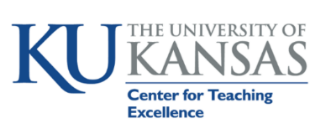 KU THE UNIVERSITY OF
KANSAS
Center for Teaching
Excellence